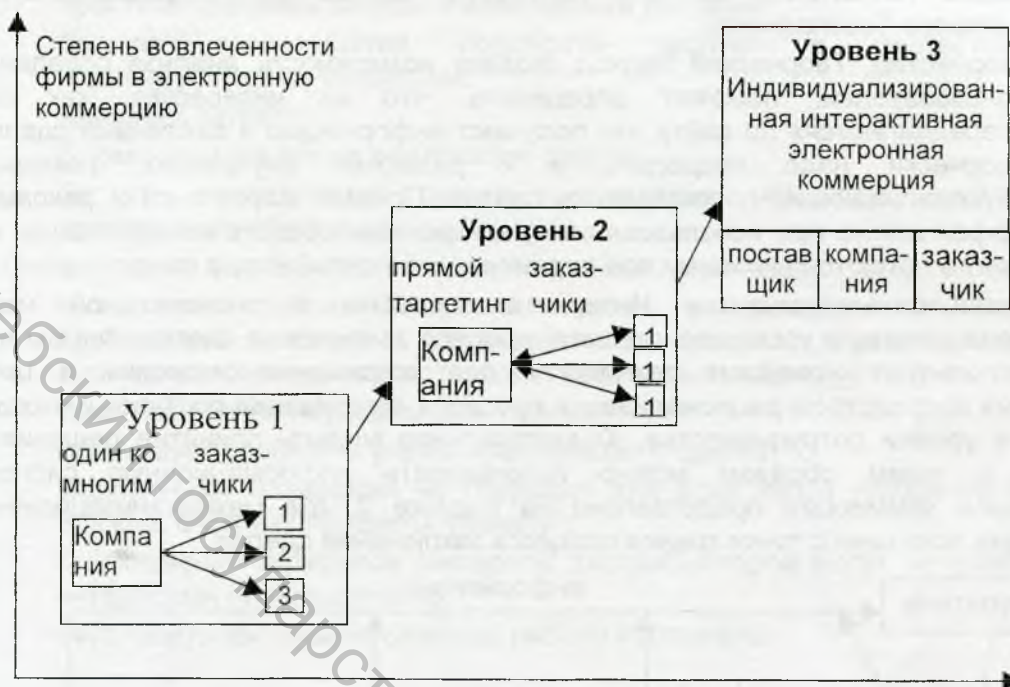 Степень вовлеченности
фирмы в электронную
коммерцию
Уровень 3
Индивидуализирован-
ная интерактивная
электронная
коммерция
постав
щик
компа-
ния
заказ-
чик
Уровень 2
прямой заказ-
таргетинг чики
Комп-
ания
1
1
1
Уровень 1
один ко заказ-
многим чики
Компа
ния
1
2
3